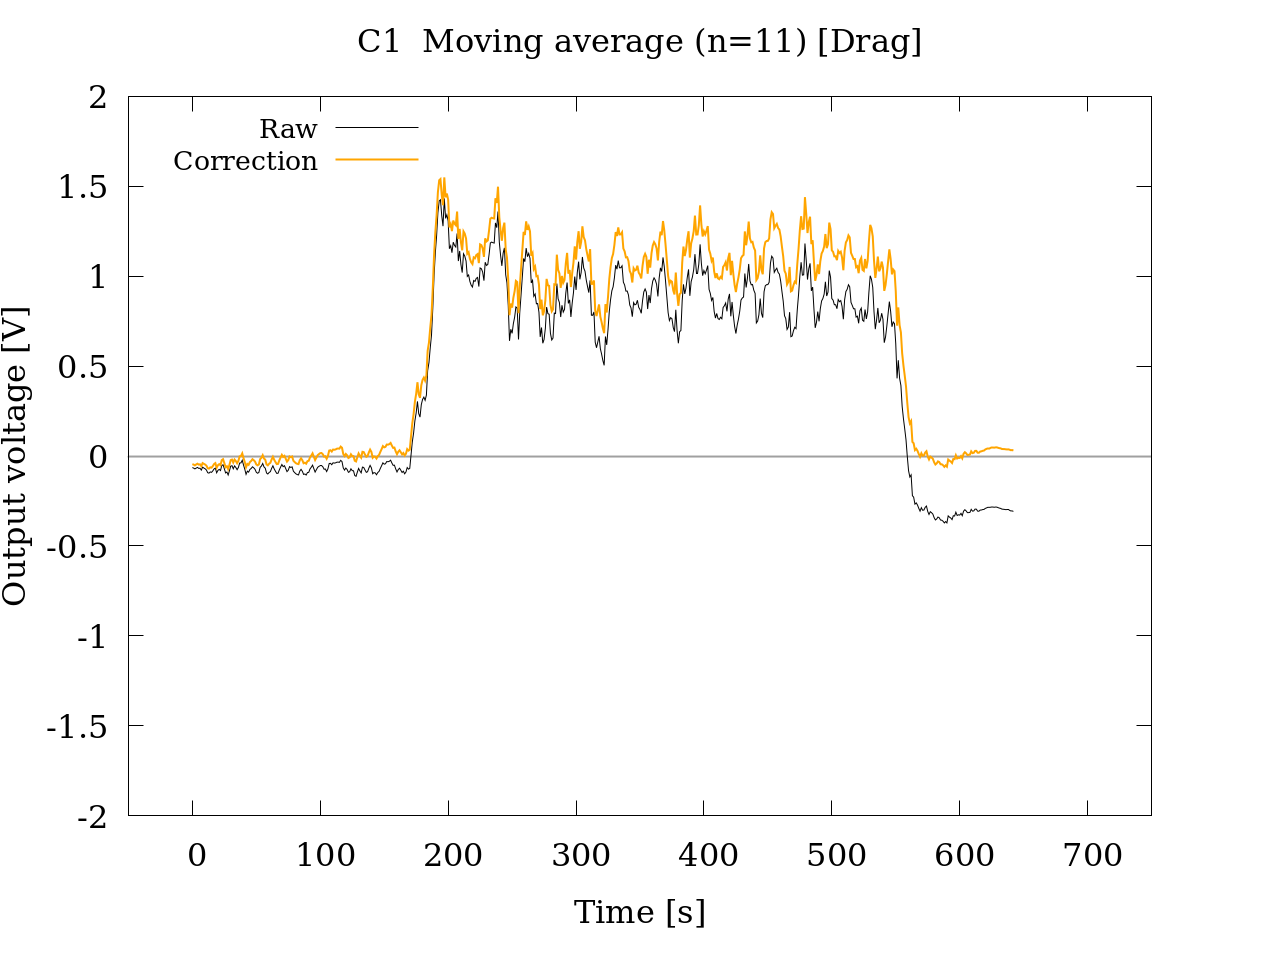 C1  Moving average (n=11) [Drag]
Raw
Correction
2
1.5
1
0.5
0
-0.5
-1
-1.5
-2
Output voltage [V]
0 100 200 300 400 500 600 700
Time [s]